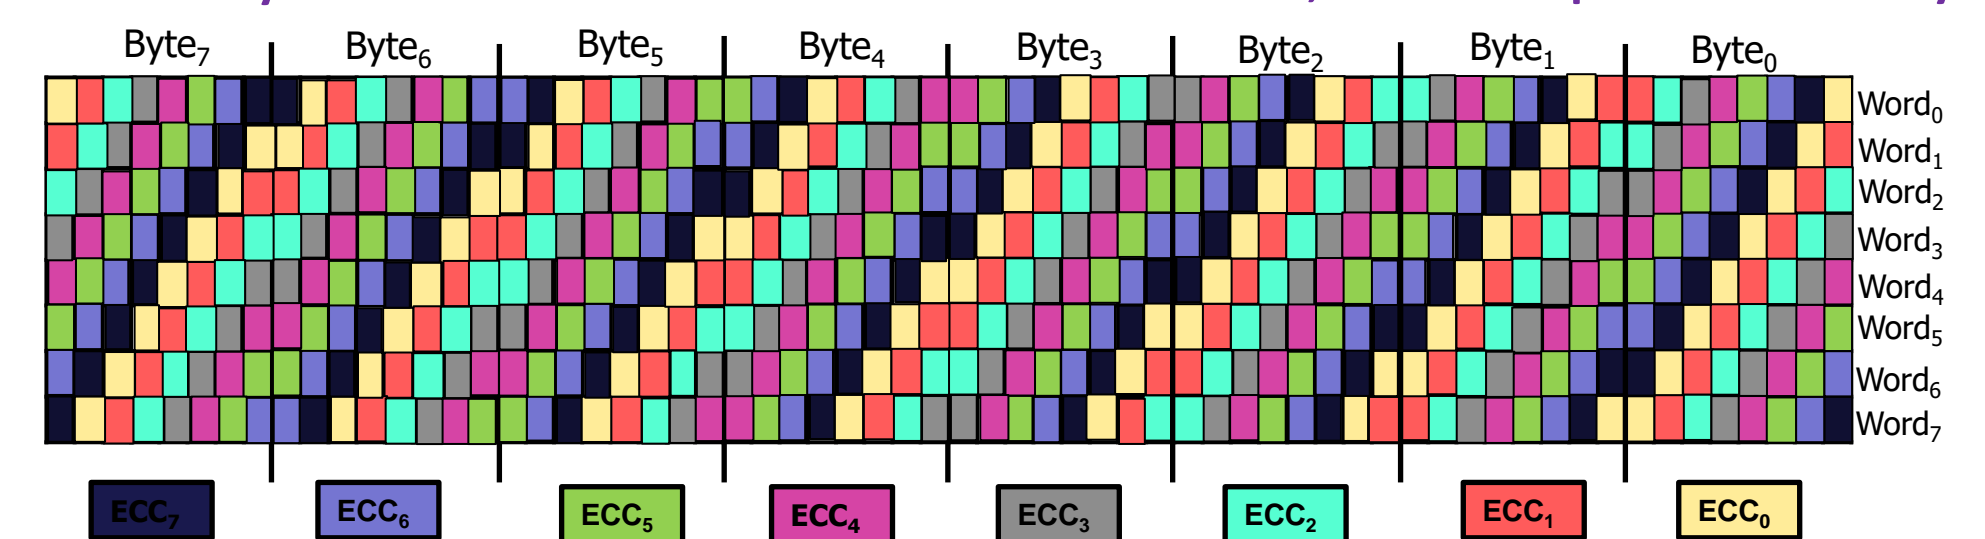 Byte₇ Byte₆ Byte₅ Byte₄ Byte₃ Byte₂ Byte₁ Byte₀
Word₀
Word₁
Word₂
Word₃
Word₄
Word₅
Word₆
Word₇
ECC₇ ECC₆ ECC₅ ECC₄ ECC₃ ECC₂ ECC₁ ECC₀